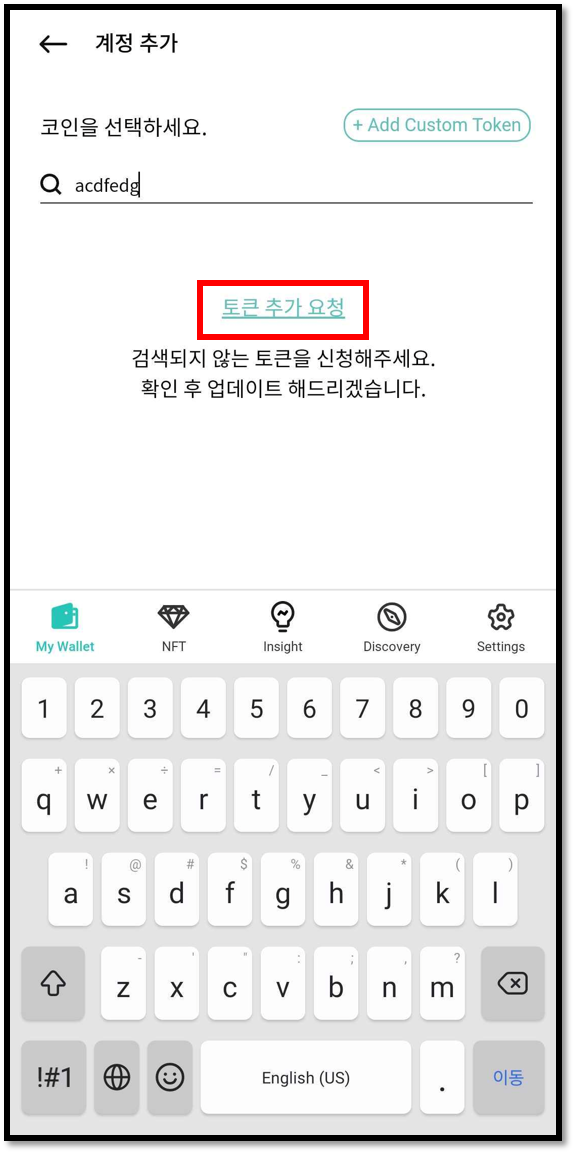 계정 추가
코인을 선택하세요.
+ Add Custom Token
acdfedg
토큰 추가 요청
검색되지 않는 토큰을 신청해주세요.
확인 후 업데이트 해드리겠습니다.
My Wallet NFT Insight Discovery Settings
1 2 3 4 5 6 7 8 9 0
+ × ÷ = / _ < > [ ]
q w e r t y u i o p
! @ # $ % & * ( )
a s d f g h j k l
- ' " : ; , ?
z x c v b n m
!#1 English (US) . 이동